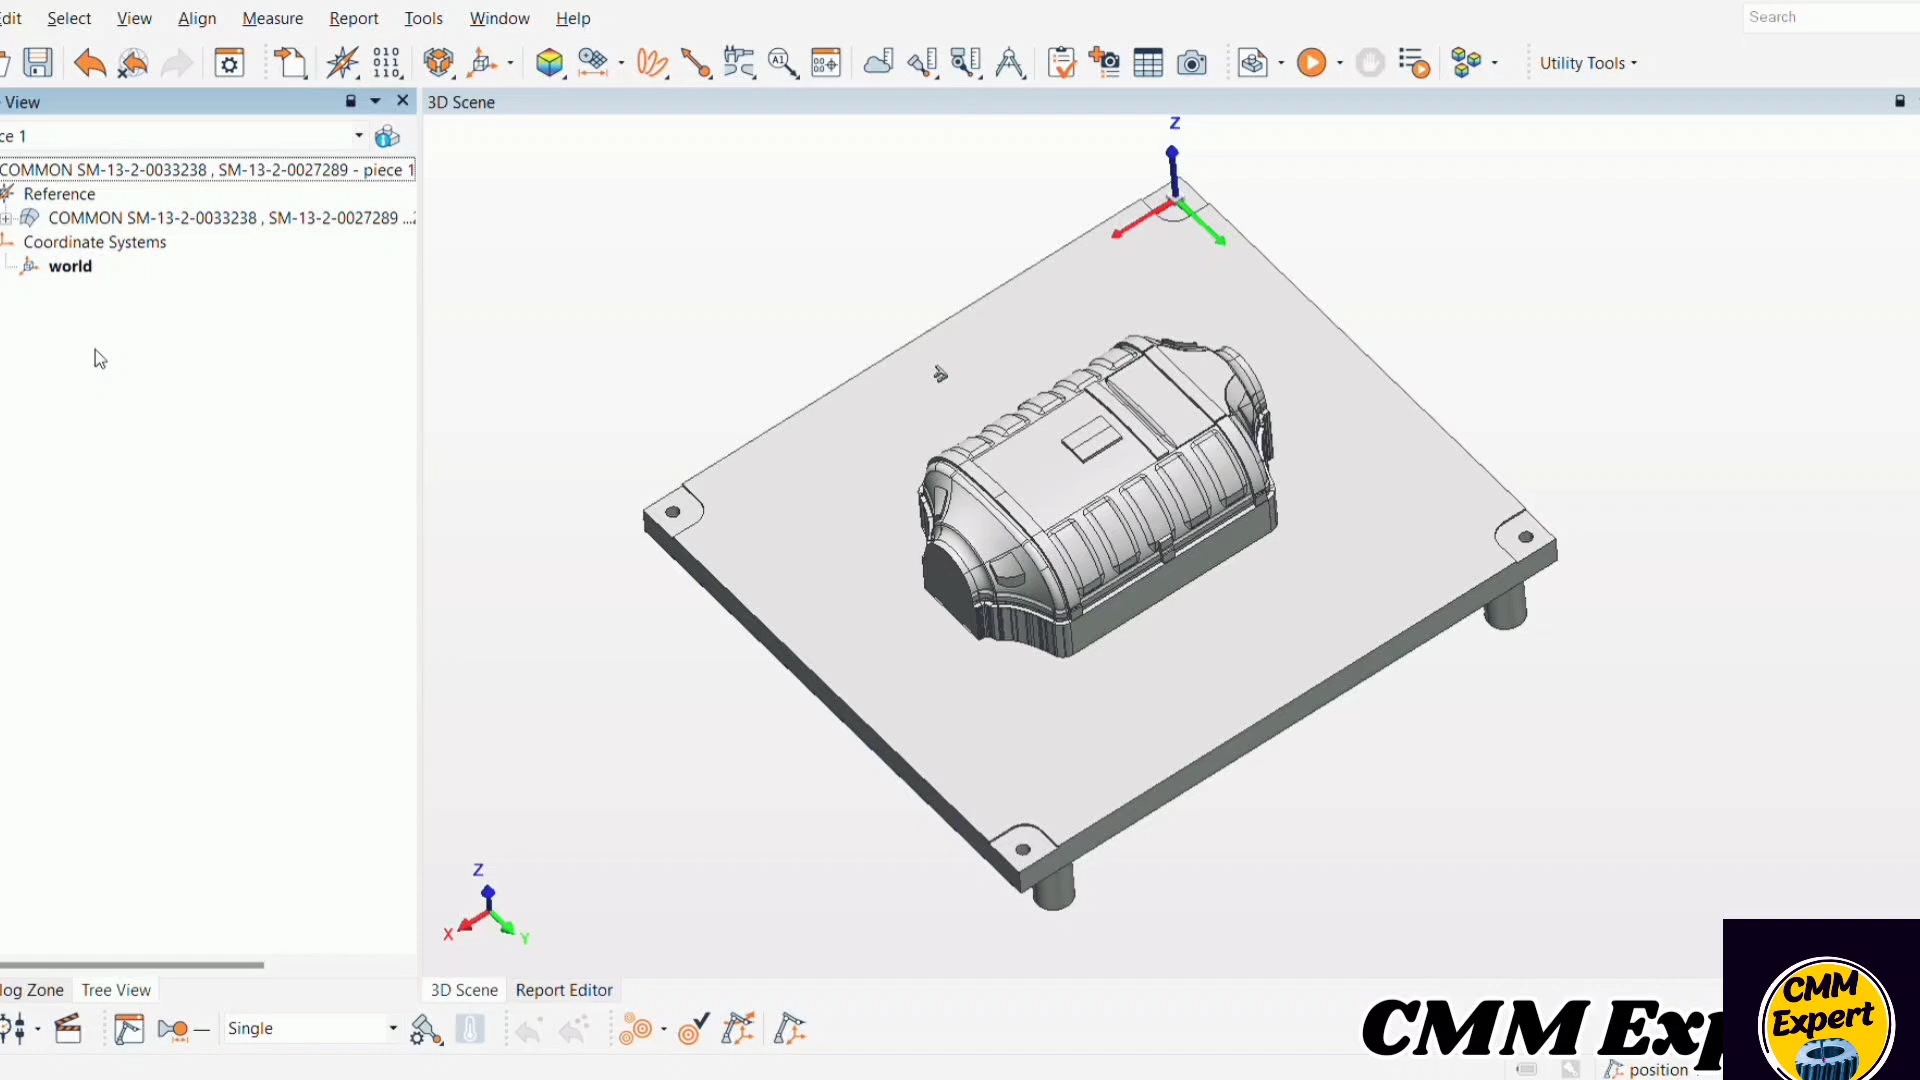 Edit Select View Align Measure Report Tools Window Help
Search
Utility Tools
View
3D Scene
ce 1
COMMON SM-13-2-0033238 , SM-13-2-0027289 - piece 1
Reference
COMMON SM-13-2-0033238 , SM-13-2-0027289 ...
Coordinate Systems
world
Z
Z
X
Y
log Zone
Tree View
3D Scene
Report Editor
Single
CMM Exp
CMM
Expert
position